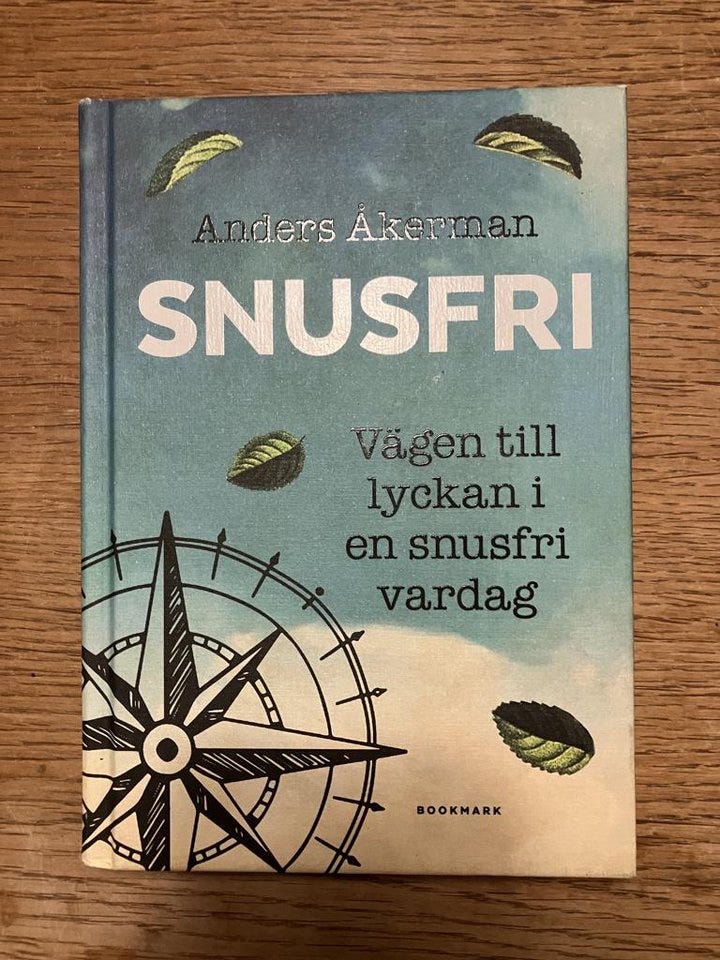 Anders Åkerman
SNUSFRI
Vägen till
lyckan i
en snusfri
vardag
BOOKMARK